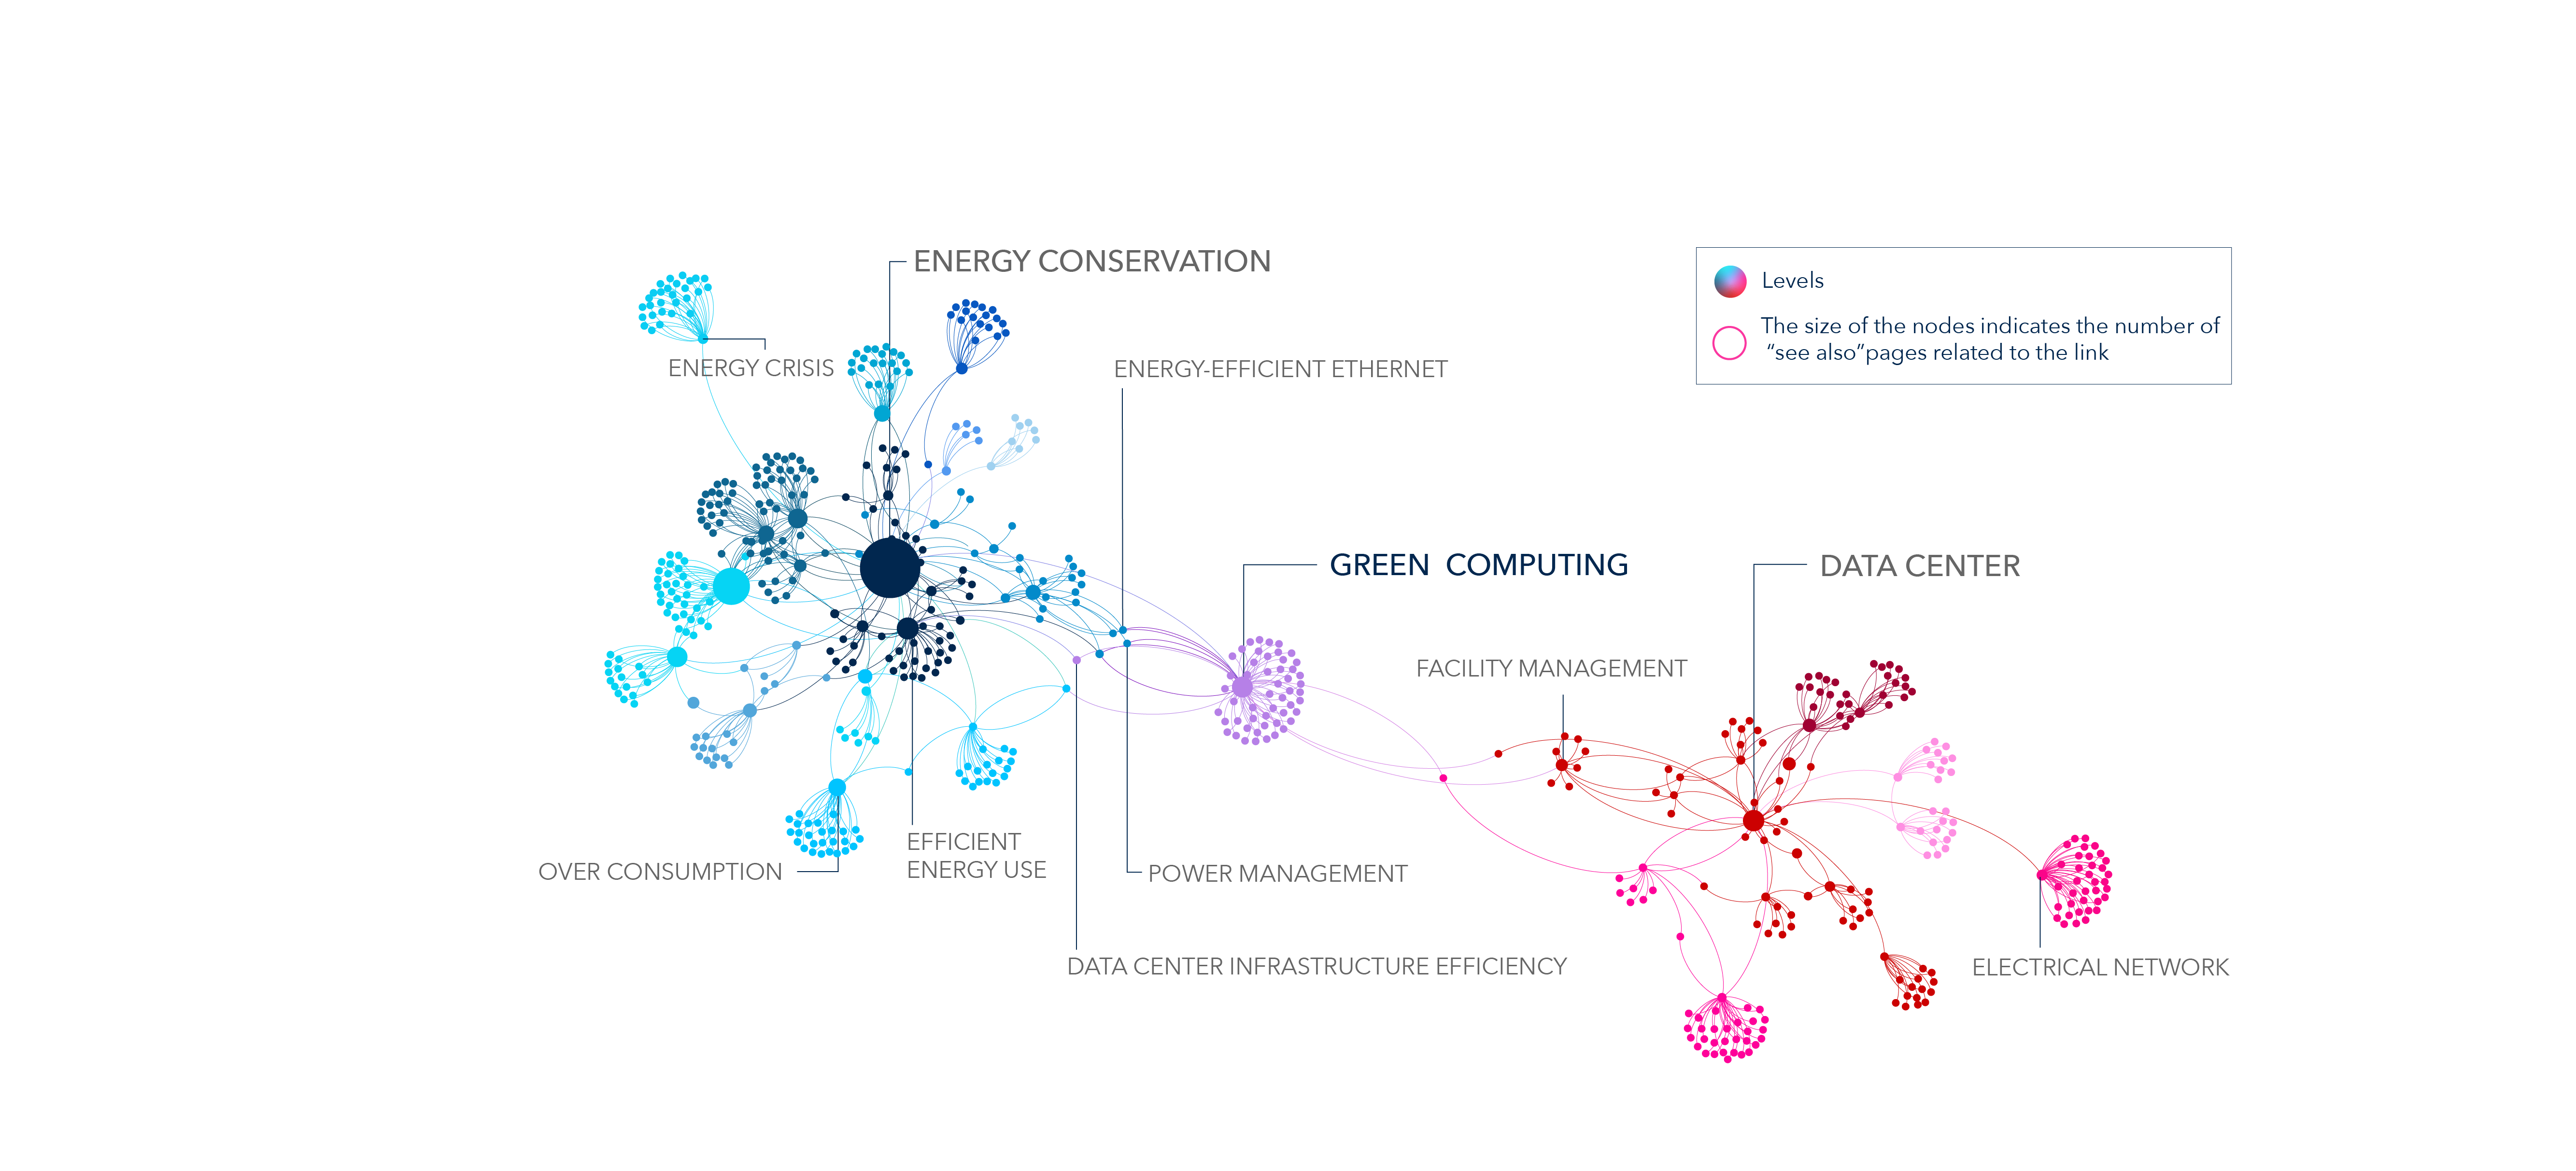 ENERGY CONSERVATION
Levels
The size of the nodes indicates the number of
“see also”pages related to the link
ENERGY CRISIS
ENERGY-EFFICIENT ETHERNET
GREEN COMPUTING
DATA CENTER
FACILITY MANAGEMENT
EFFICIENT
ENERGY USE
OVER CONSUMPTION
POWER MANAGEMENT
DATA CENTER INFRASTRUCTURE EFFICIENCY
ELECTRICAL NETWORK